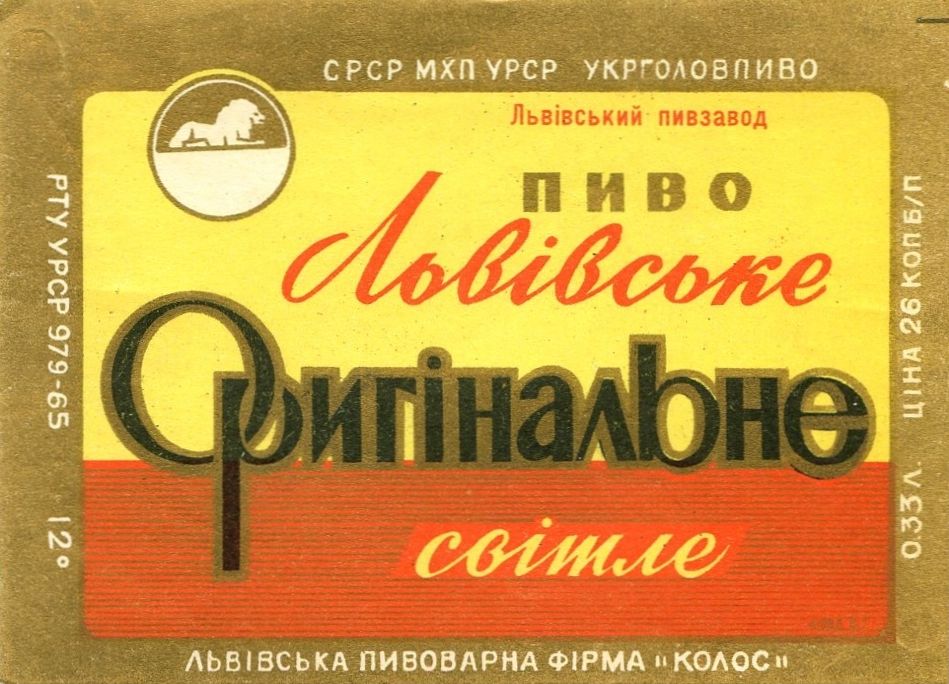 СРСР МХП УРСР УКРГОЛОВПИВО
Львівський пивзавод
ПИВО
Львівське
Оригінальне
світле
РТУ УРСР 979-65
12°
0.33 Л. ЦІНА 26 КОП Б/П
ЛЬВІВСЬКА ПИВОВАРНА ФІРМА "КОЛОС"